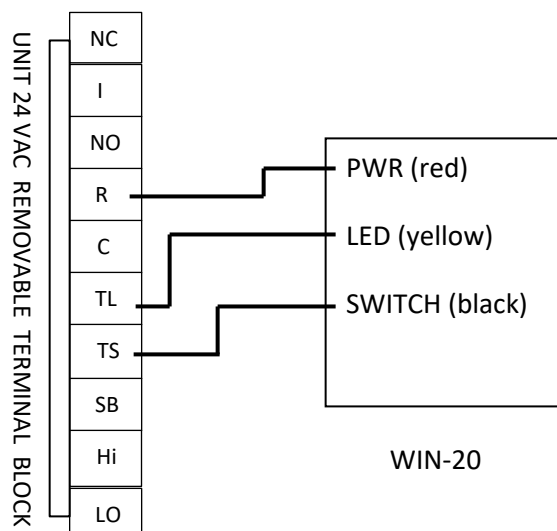 UNIT 24 VAC REMOVABLE TERMINAL BLOCK
NC
I
NO
R
C
TL
TS
SB
Hi
LO
PWR (red)
LED (yellow)
SWITCH (black)
WIN-20